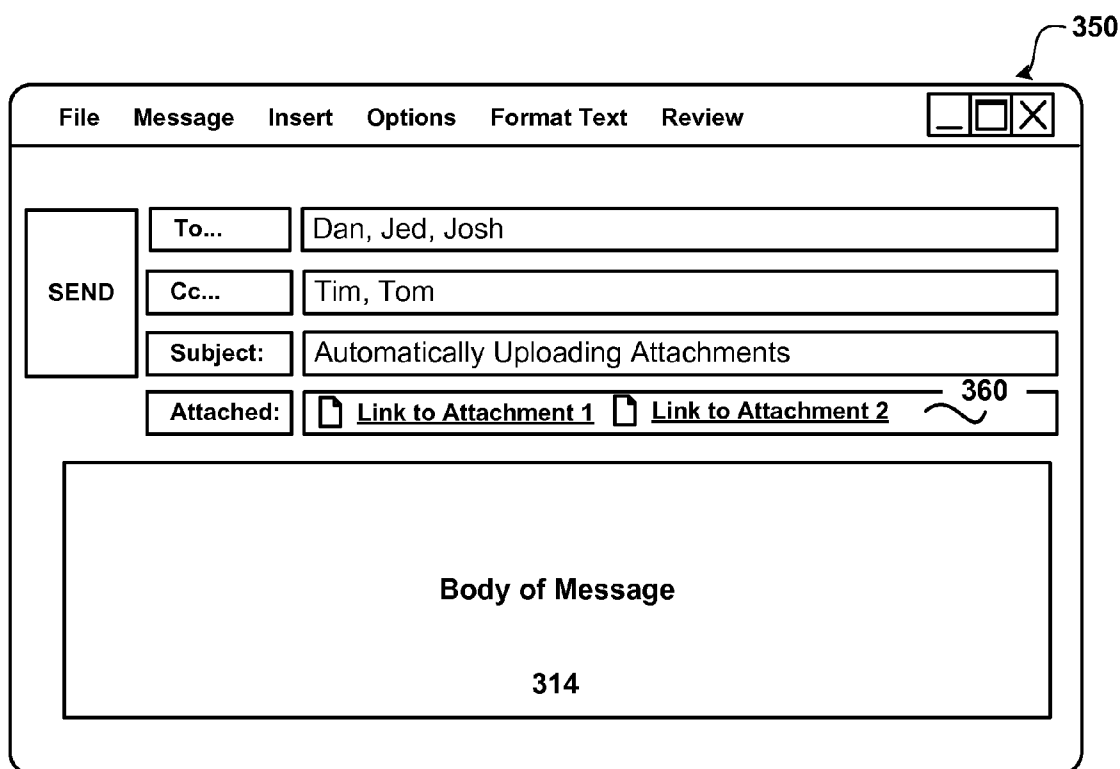 350
File Message Insert Options Format Text Review
To... Dan, Jed, Josh
SEND Cc... Tim, Tom
Subject: Automatically Uploading Attachments
Attached: Link to Attachment 1 Link to Attachment 2 360
Body of Message
314